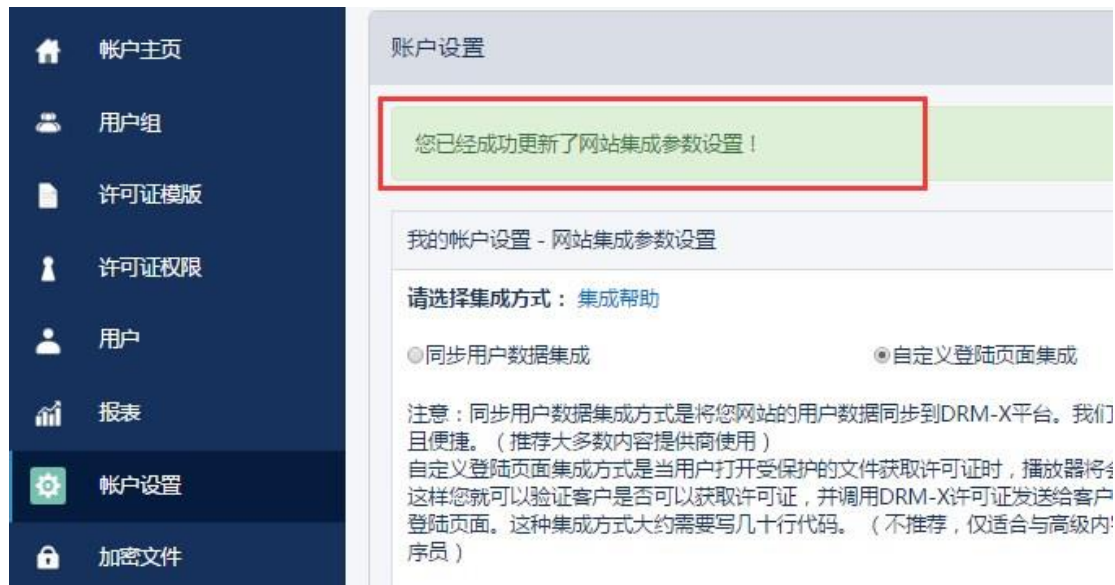 帐户主页
用户组
许可证模版
许可证权限
用户
报表
帐户设置
加密文件
账户设置
您已经成功更新了网站集成参数设置！
我的帐户设置 - 网站集成参数设置
请选择集成方式： 集成帮助
同步用户数据集成 自定义登陆页面集成
注意：同步用户数据集成方式是将您网站的用户数据同步到DRM-X平台。我们
且便捷。（推荐大多数内容提供商使用）
自定义登陆页面集成方式是当用户打开受保护的文件获取许可证时，播放器将会
这样您就可以验证客户是否可以获取许可证，并调用DRM-X许可证发送给客户
登陆页面。这种集成方式大约需要写几十行代码。（不推荐，仅适合与高级内
序员）